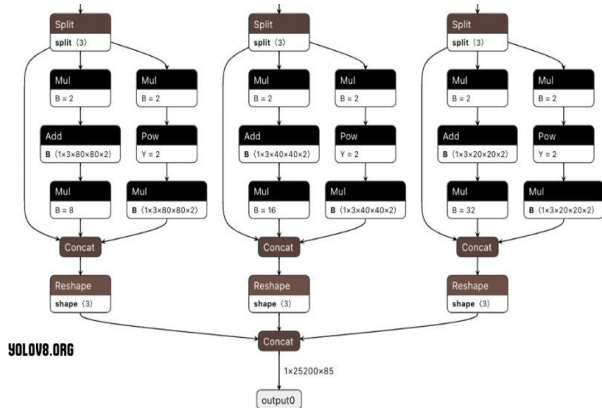 Split Split Split
split ⟨3⟩ split ⟨3⟩ split ⟨3⟩
Mul Mul Mul Mul Mul Mul
B = 2 B = 2 B = 2 B = 2 B = 2 B = 2
Add Pow Add Pow Add Pow
B ⟨1×3×80×80×2⟩ Y = 2 B ⟨1×3×40×40×2⟩ Y = 2 B ⟨1×3×20×20×2⟩ Y = 2
Mul Mul Mul Mul Mul Mul
B = 8 B ⟨1×3×80×80×2⟩ B = 16 B ⟨1×3×40×40×2⟩ B = 32 B ⟨1×3×20×20×2⟩
Concat Concat Concat
Reshape Reshape Reshape
shape ⟨3⟩ shape ⟨3⟩ shape ⟨3⟩
Concat
YOLOV8.ORG
1×25200×85
output0